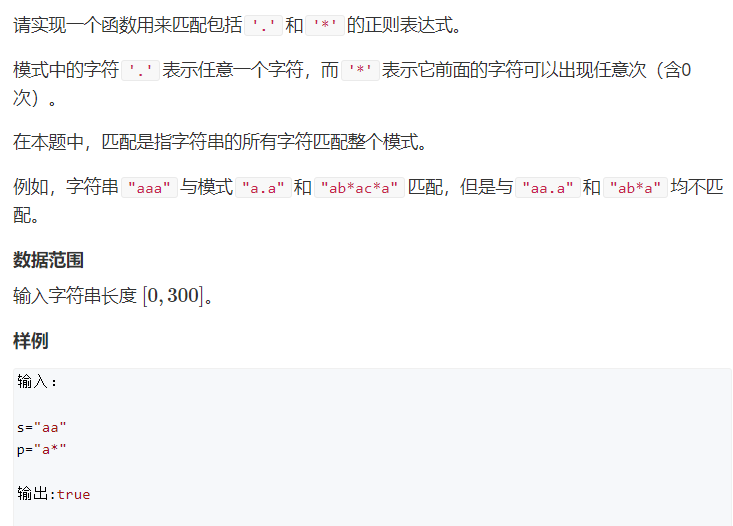 请实现一个函数用来匹配包括'.'和'*'的正则表达式。
模式中的字符'.'表示任意一个字符，而'*'表示它前面的字符可以出现任意次（含0
次）。
在本题中，匹配是指字符串的所有字符匹配整个模式。
例如，字符串"aaa"与模式"a.a"和"ab*ac*a"匹配，但是与"aa.a"和"ab*a"均不匹
配。
数据范围
输入字符串长度 [0, 300]。
样例
输入：
s="aa"
p="a*"
输出:true